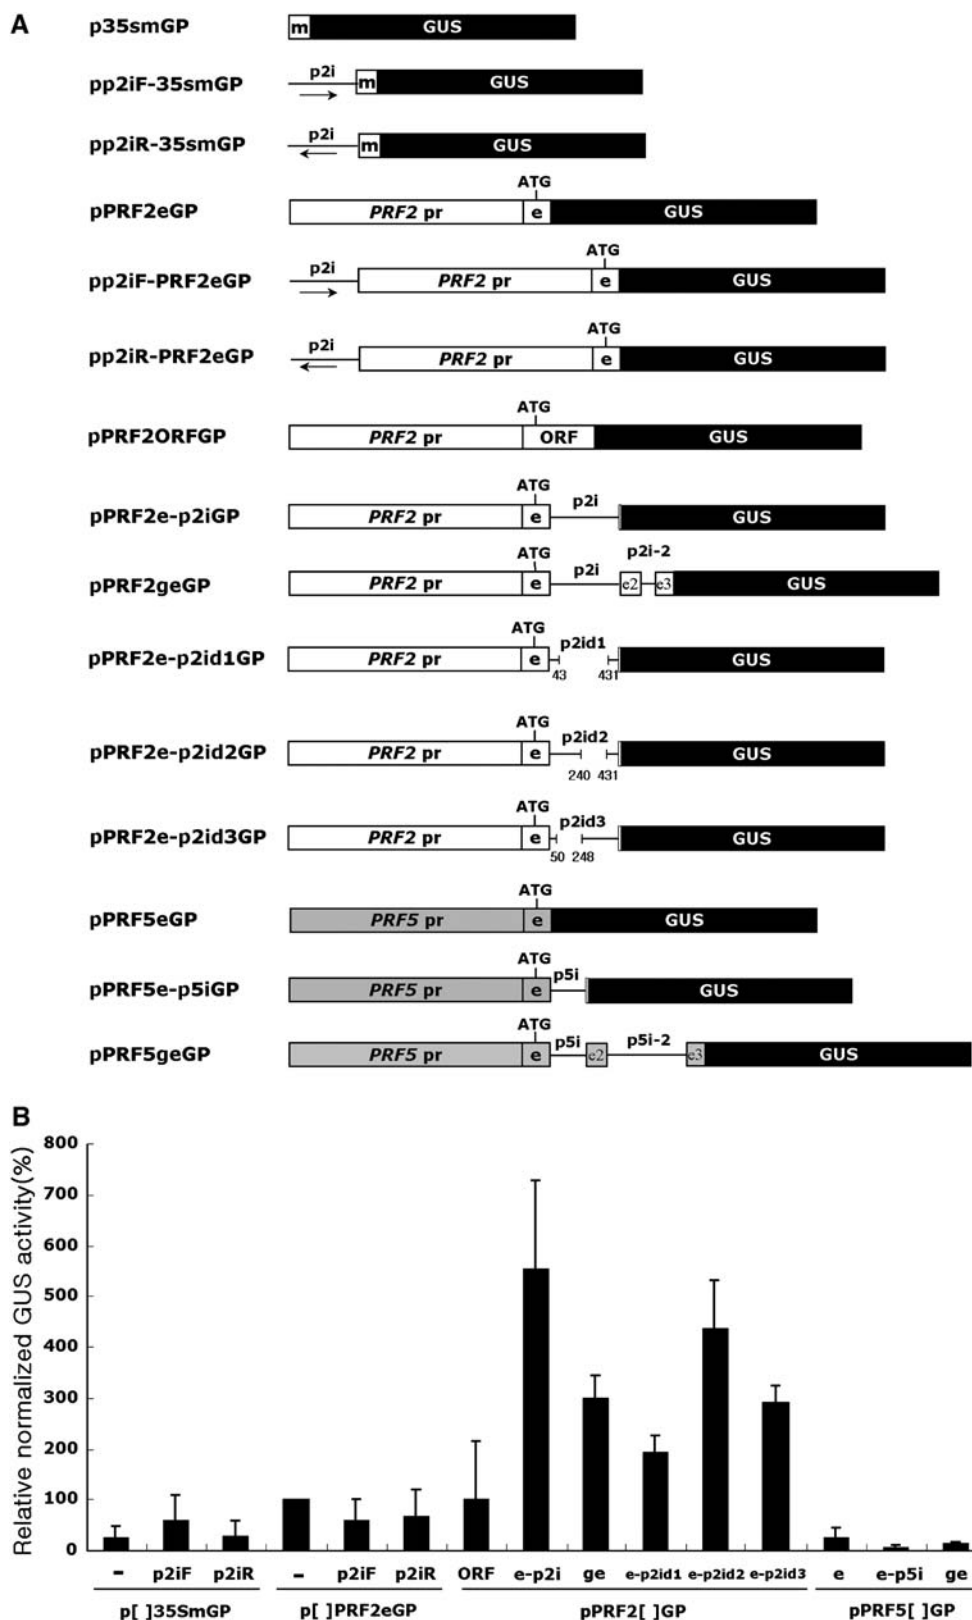 A
p35smGP
m GUS
pp2iF-35smGP
p2i
m GUS
pp2iR-35smGP
p2i
m GUS
pPRF2eGP
ATG
PRF2 pr e GUS
pp2iF-PRF2eGP
p2i
ATG
PRF2 pr e GUS
pp2iR-PRF2eGP
p2i
ATG
PRF2 pr e GUS
pPRF2ORFGP
ATG
PRF2 pr ORF GUS
pPRF2e-p2iGP
ATG
p2i
PRF2 pr e GUS
pPRF2geGP
ATG
p2i p2i-2
PRF2 pr e e2 e3 GUS
pPRF2e-p2id1GP
ATG
p2id1
PRF2 pr e GUS
43 431
pPRF2e-p2id2GP
ATG
p2id2
PRF2 pr e GUS
240 431
pPRF2e-p2id3GP
ATG
p2id3
PRF2 pr e GUS
50 248
pPRF5eGP
ATG
PRF5 pr e GUS
pPRF5e-p5iGP
ATG
p5i
PRF5 pr e GUS
pPRF5geGP
ATG
p5i p5i-2
PRF5 pr e e2 e3 GUS
B
Relative normalized GUS activity(%)
800
700
600
500
400
300
200
100
0
- p2iF p2iR - p2iF p2iR ORF e-p2i ge e-p2id1 e-p2id2 e-p2id3 e e-p5i ge
p[ ]35SmGP p[ ]PRF2eGP pPRF2[ ]GP pPRF5[ ]GP